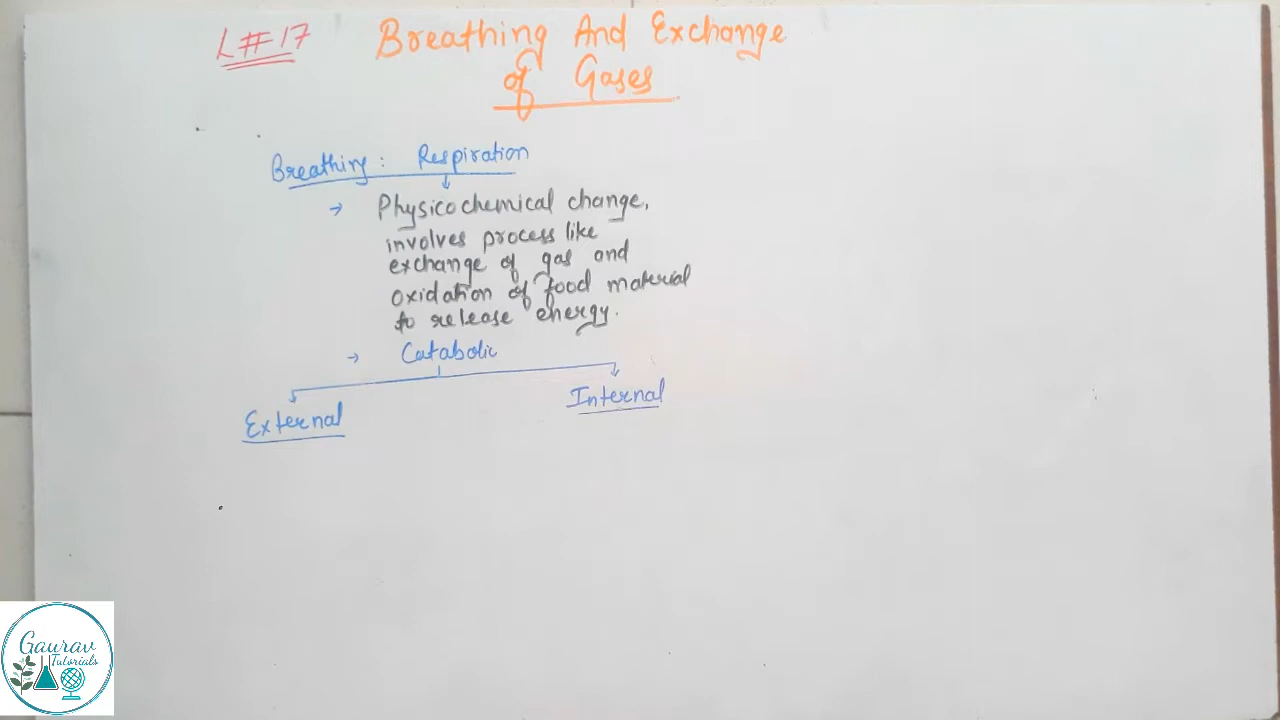 L#17
Breathing And Exchange
of Gases
Breathing: Respiration
→ Physicochemical change,
involves process like
exchange of gas and
oxidation of food material
to release energy.
→ Catabolic
External
Internal
Gaurav
Tutorials